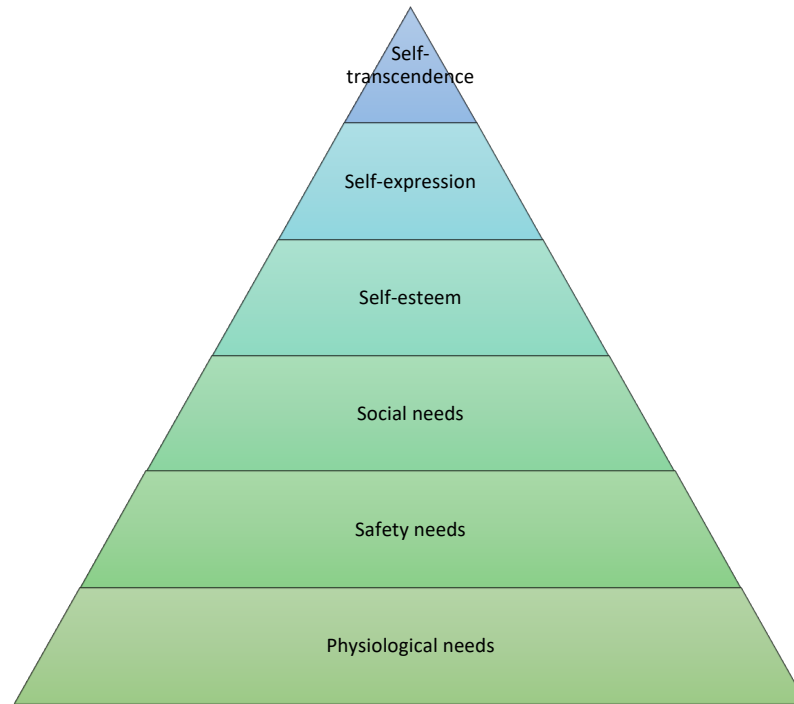 Self-
transcendence
Self-expression
Self-esteem
Social needs
Safety needs
Physiological needs